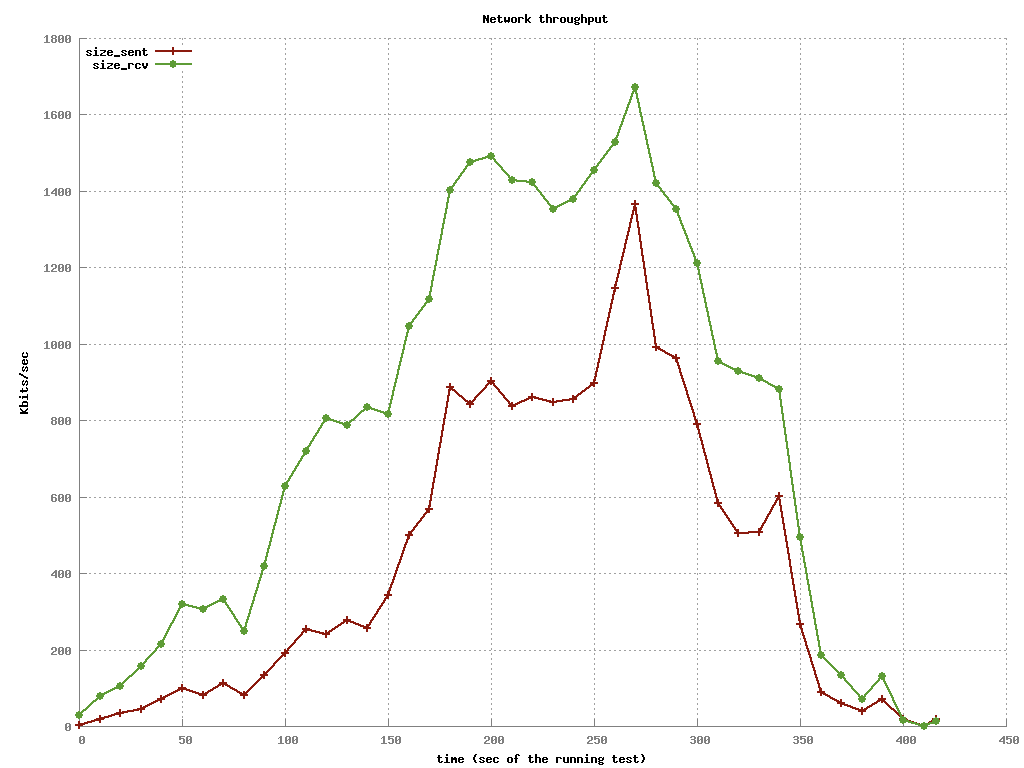 Network throughput
size_sent
size_rcv
1800
1600
1400
1200
1000
800
600
400
200
0
Kbits/sec
0 50 100 150 200 250 300 350 400 450
time (sec of the running test)